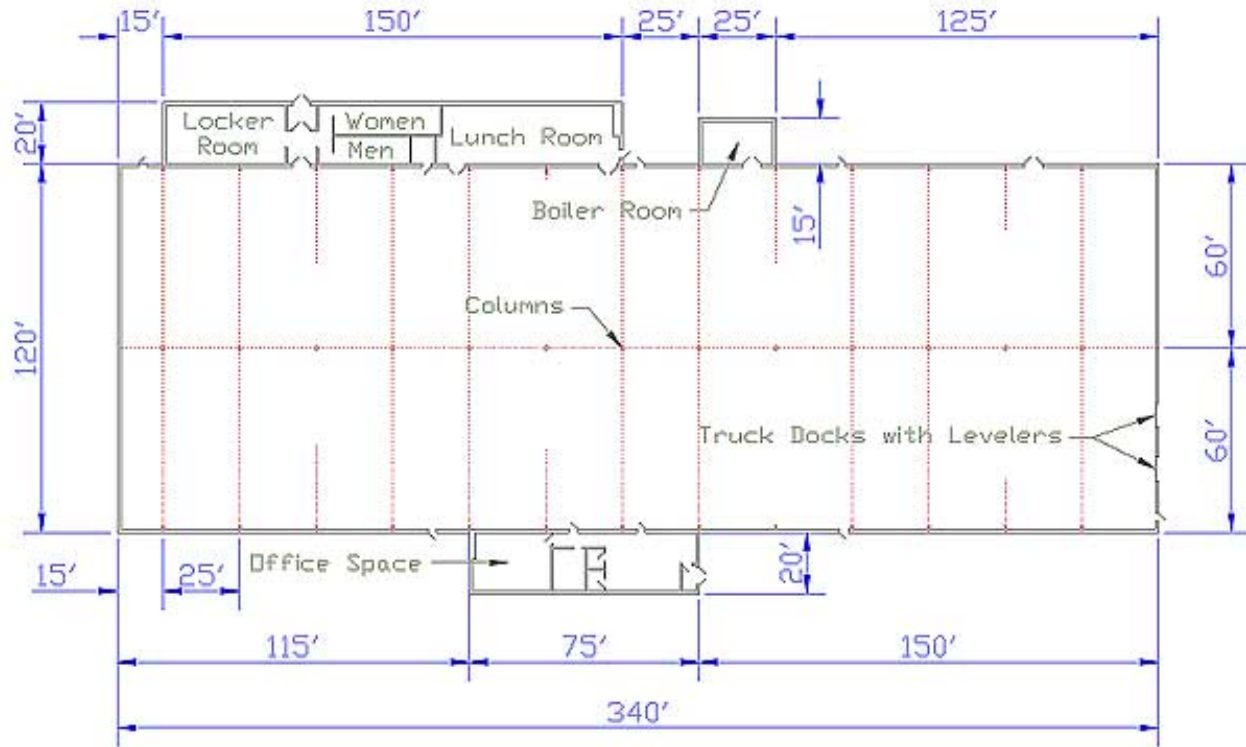 15' 150' 25' 25' 125'
20'
Locker
Room
Women
Men
Lunch Room
Boiler Room
15'
60'
Columns
120'
Truck Docks with Levelers
60'
Office Space
15' 25'
20'
115' 75' 150'
340'